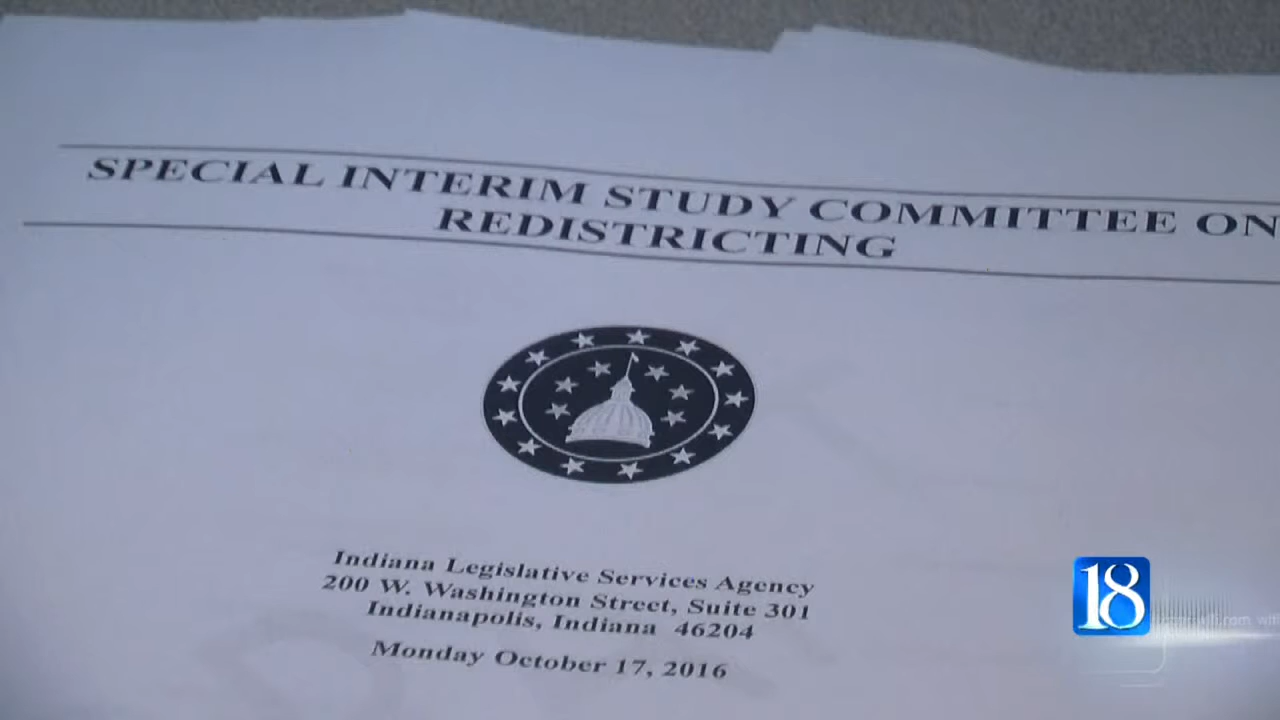 SPECIAL INTERIM STUDY COMMITTEE ON
REDISTRICTING
Indiana Legislative Services Agency
200 W. Washington Street, Suite 301
Indianapolis, Indiana 46204
Monday October 17, 2016
18